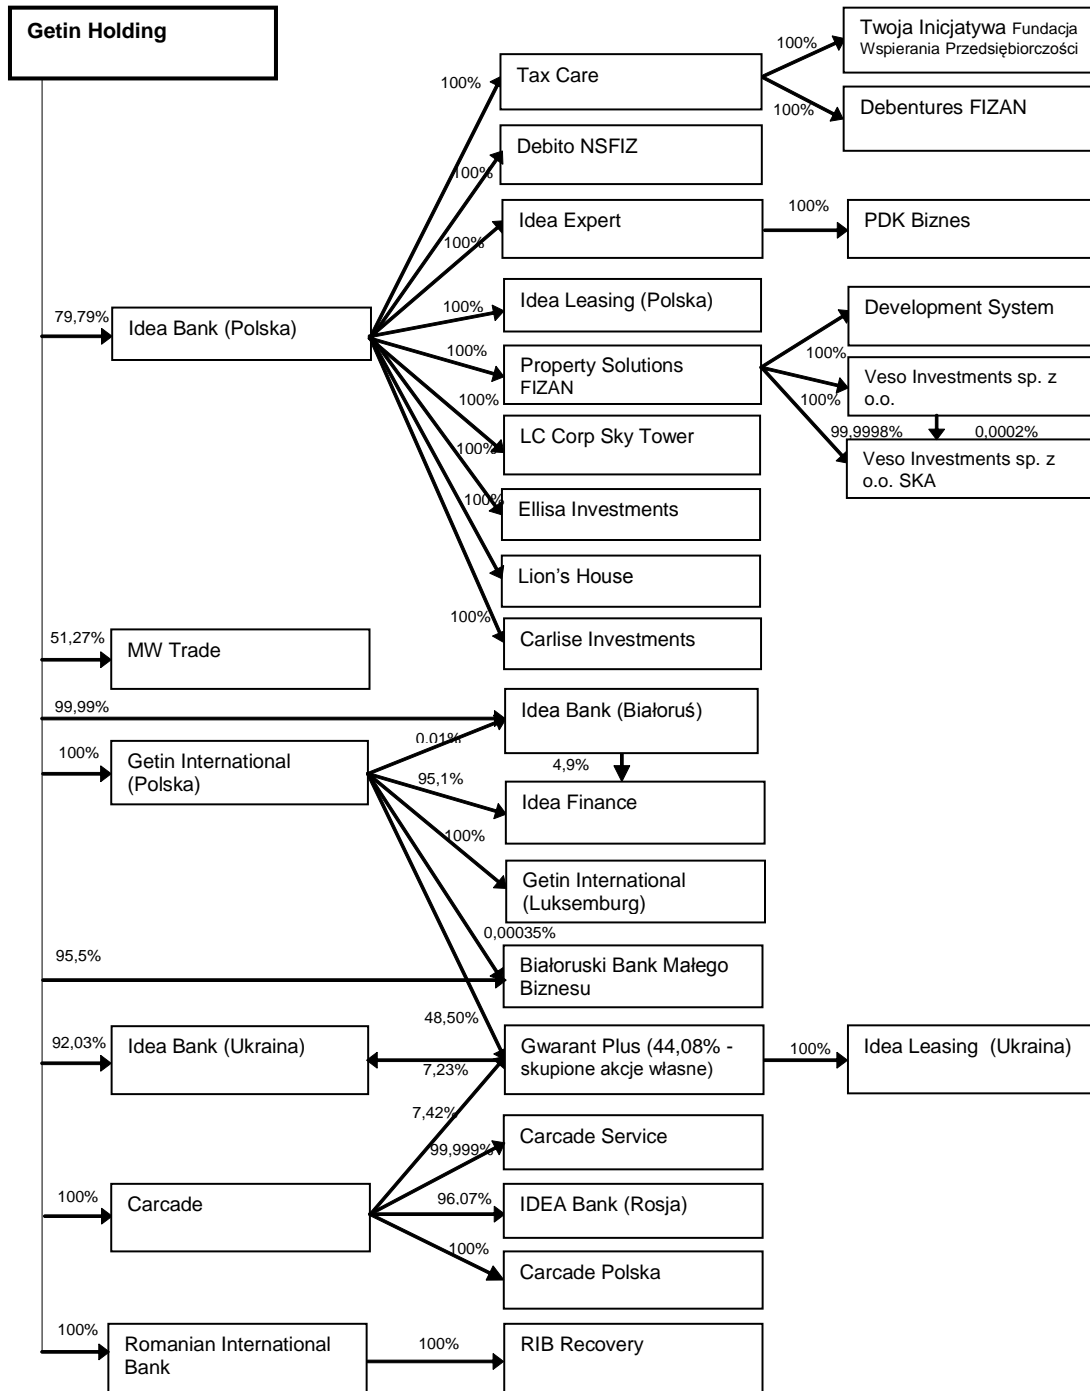 Getin Holding
Twoja Inicjatywa Fundacja
Wspierania Przedsiębiorczości
100%
100%
Tax Care
100%
100%
Debentures FIZAN
Debito NSFIZ
100%
Idea Expert
100%
100%
PDK Biznes
Idea Leasing (Polska)
100%
Development System
79,79%
Idea Bank (Polska)
100%
Property Solutions
FIZAN
100%
Veso Investments sp. z
o.o.
100%
100%
LC Corp Sky Tower
99,9998%
0,0002%
100%
Veso Investments sp. z
o.o. SKA
100%
Ellisa Investments
Lion's House
100%
Carlise Investments
51,27%
MW Trade
99,99%
Idea Bank (Białoruś)
0,01%
100%
Getin International
(Polska)
4,9%
95,1%
Idea Finance
100%
Getin International
(Luksemburg)
0,00035%
95,5%
Białoruski Bank Małego
Biznesu
48,50%
92,03%
Idea Bank (Ukraina)
7,23%
Gwarant Plus (44,08% -
skupione akcje własne)
100%
Idea Leasing (Ukraina)
7,42%
Carcade Service
99,999%
100%
Carcade
96,07%
IDEA Bank (Rosja)
100%
Carcade Polska
100%
Romanian International
Bank
100%
RIB Recovery